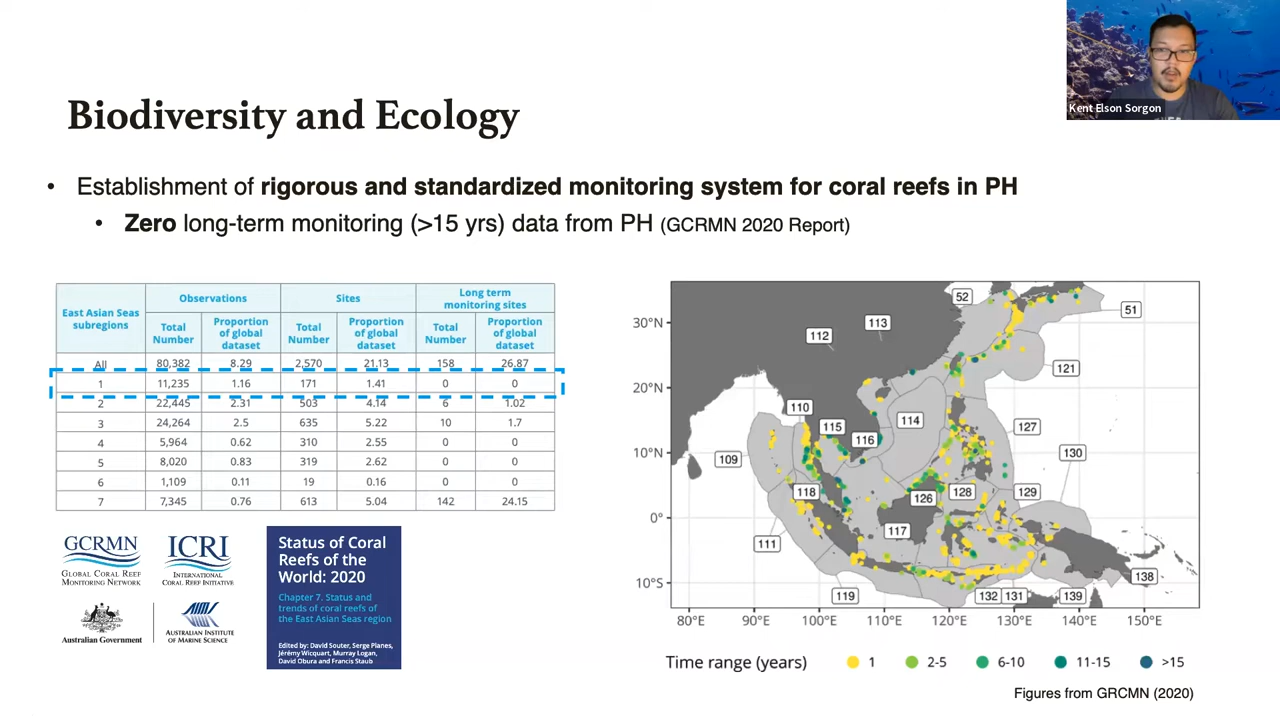 Kent Elson Sorgon
Biodiversity and Ecology
• Establishment of rigorous and standardized monitoring system for coral reefs in PH
• Zero long-term monitoring (>15 yrs) data from PH (GCRMN 2020 Report)
East Asian Seas subregions Observations Sites Long term monitoring sites
Total Number Proportion of global dataset Total Number Proportion of global dataset Total Number Proportion of global dataset
All 80,382 8.29 2,570 21.13 158 26.87
1 11,235 1.16 171 1.41 0 0
2 22,445 2.31 503 4.14 6 1.02
3 24,264 2.5 635 5.22 10 1.7
4 5,964 0.62 310 2.55 0 0
5 8,020 0.83 319 2.62 0 0
6 1,109 0.11 19 0.16 0 0
7 7,345 0.76 613 5.04 142 24.15
GCRMN
GLOBAL CORAL REEF
MONITORING NETWORK
ICRI
INTERNATIONAL
CORAL REEF INITIATIVE
Australian Government
AUSTRALIAN INSTITUTE
OF MARINE SCIENCE
Status of Coral
Reefs of the
World: 2020
Chapter 7. Status and
trends of coral reefs of
the East Asian Seas region
Edited by: David Souter, Serge Planes,
Jérémy Wicquart, Murray Logan,
David Obura and Francis Staub
30°N
20°N
10°N
0°
10°S
52
51
113
112
121
110
114
115
127
116
109
130
118
126
128
129
117
111
138
119
132
131
139
80°E 90°E 100°E 110°E 120°E 130°E 140°E 150°E
Time range (years) 1 2-5 6-10 11-15 >15
Figures from GRCMN (2020)